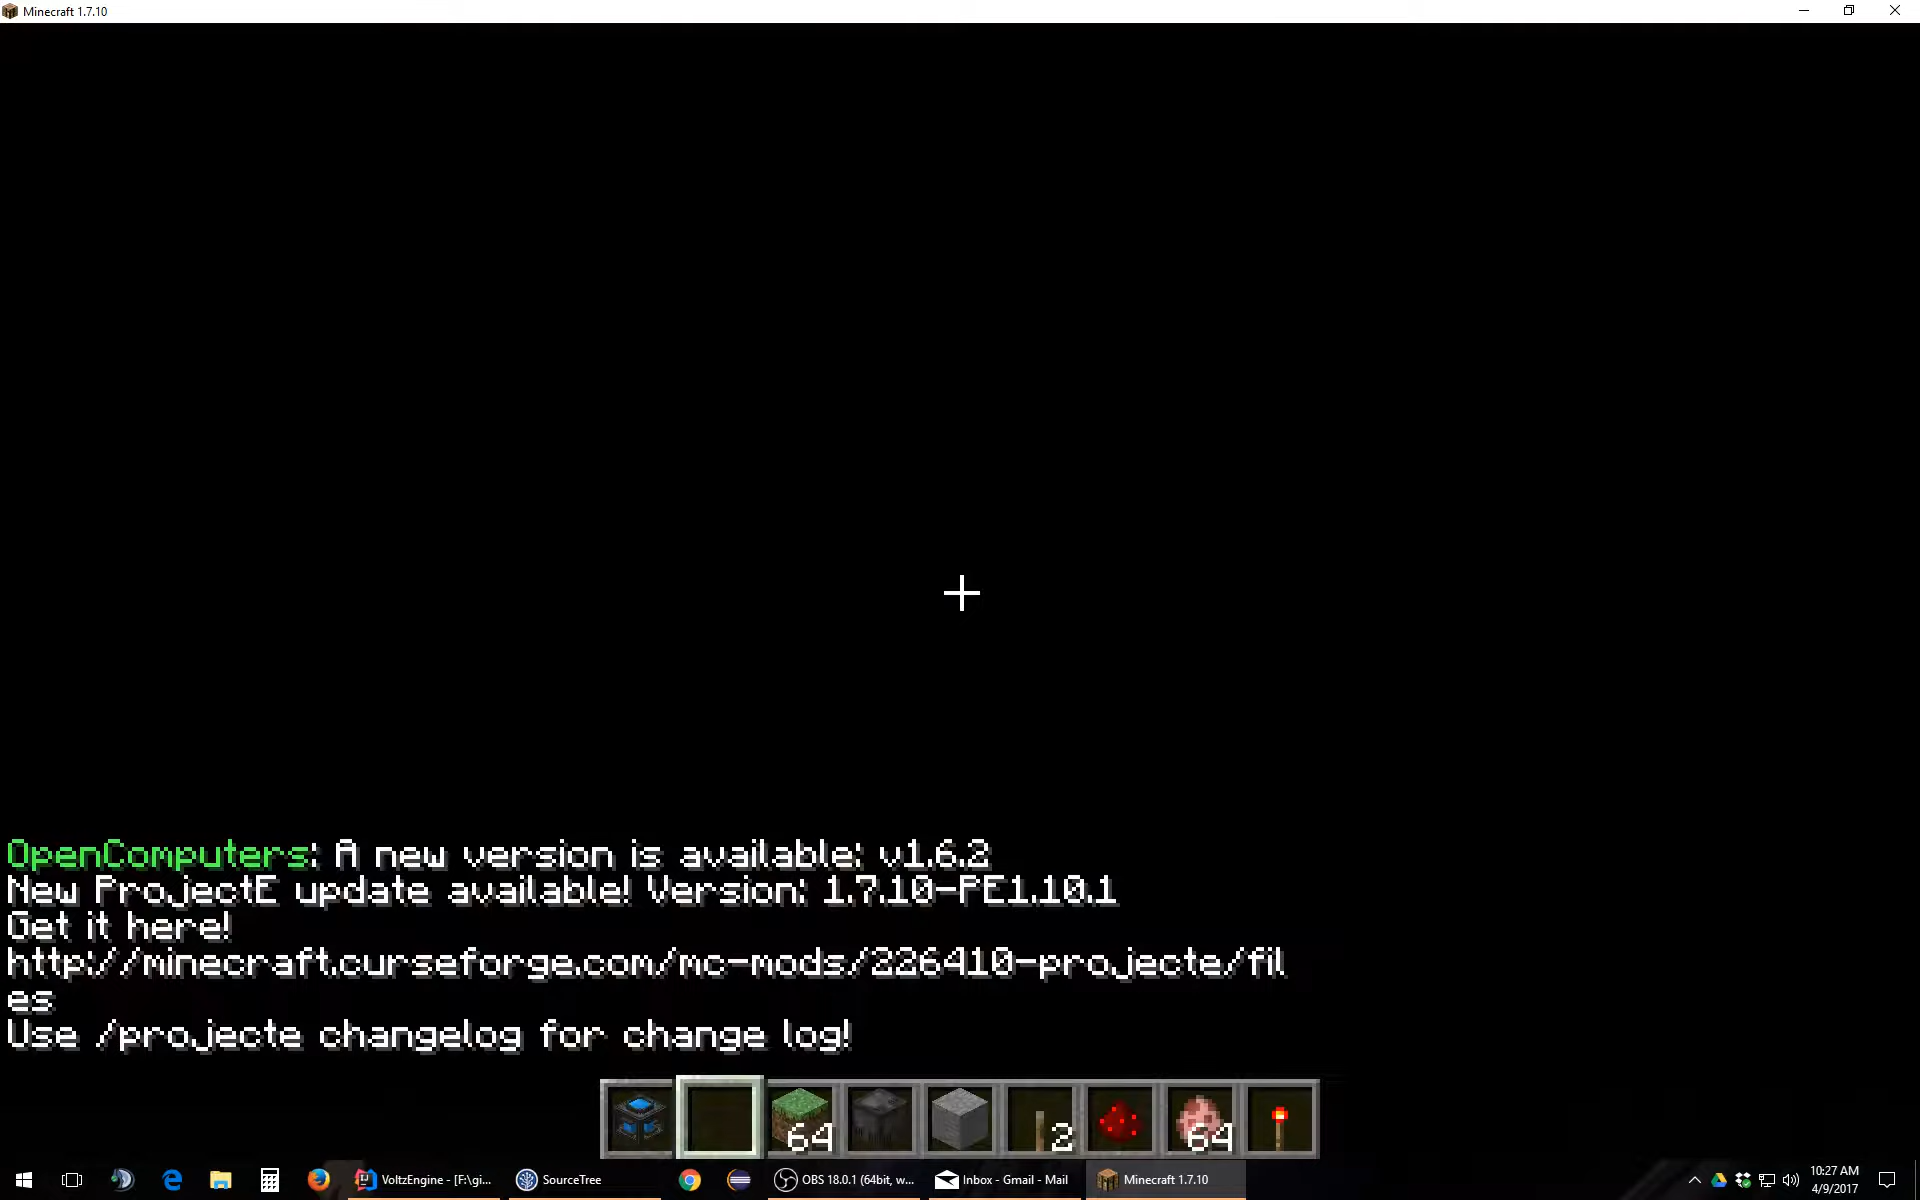 Minecraft 1.7.10
OpenComputers: A new version is available: v1.6.2
New ProjectE update available! Version: 1.7.10-PE1.10.1
Get it here!
http://minecraft.curseforge.com/mc-mods/226410-projecte/fil
es
Use /projecte changelog for change log!
64 2 64
VoltzEngine - [F:\gi... SourceTree OBS 18.0.1 (64bit, w... Inbox - Gmail - Mail Minecraft 1.7.10 10:27 AM
4/9/2017